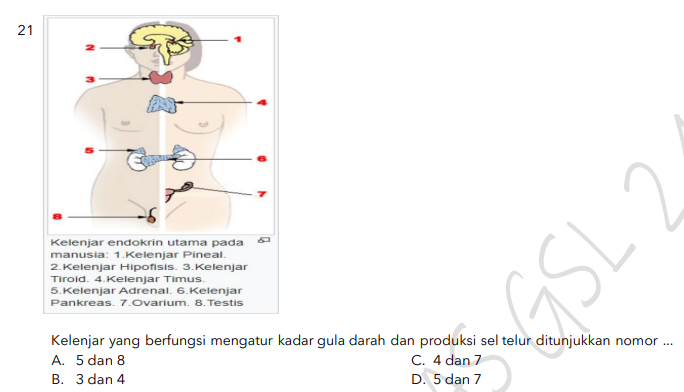 21
1
2
3
4
5
6
7
8
Kelenjar endokrin utama pada
manusia: 1.Kelenjar Pineal.
2.Kelenjar Hipofisis. 3.Kelenjar
Tiroid. 4.Kelenjar Timus.
5.Kelenjar Adrenal. 6.Kelenjar
Pankreas. 7.Ovarium. 8.Testis
Kelenjar yang berfungsi mengatur kadar gula darah dan produksi sel telur ditunjukkan nomor ...
A. 5 dan 8
C. 4 dan 7
B. 3 dan 4
D. 5 dan 7